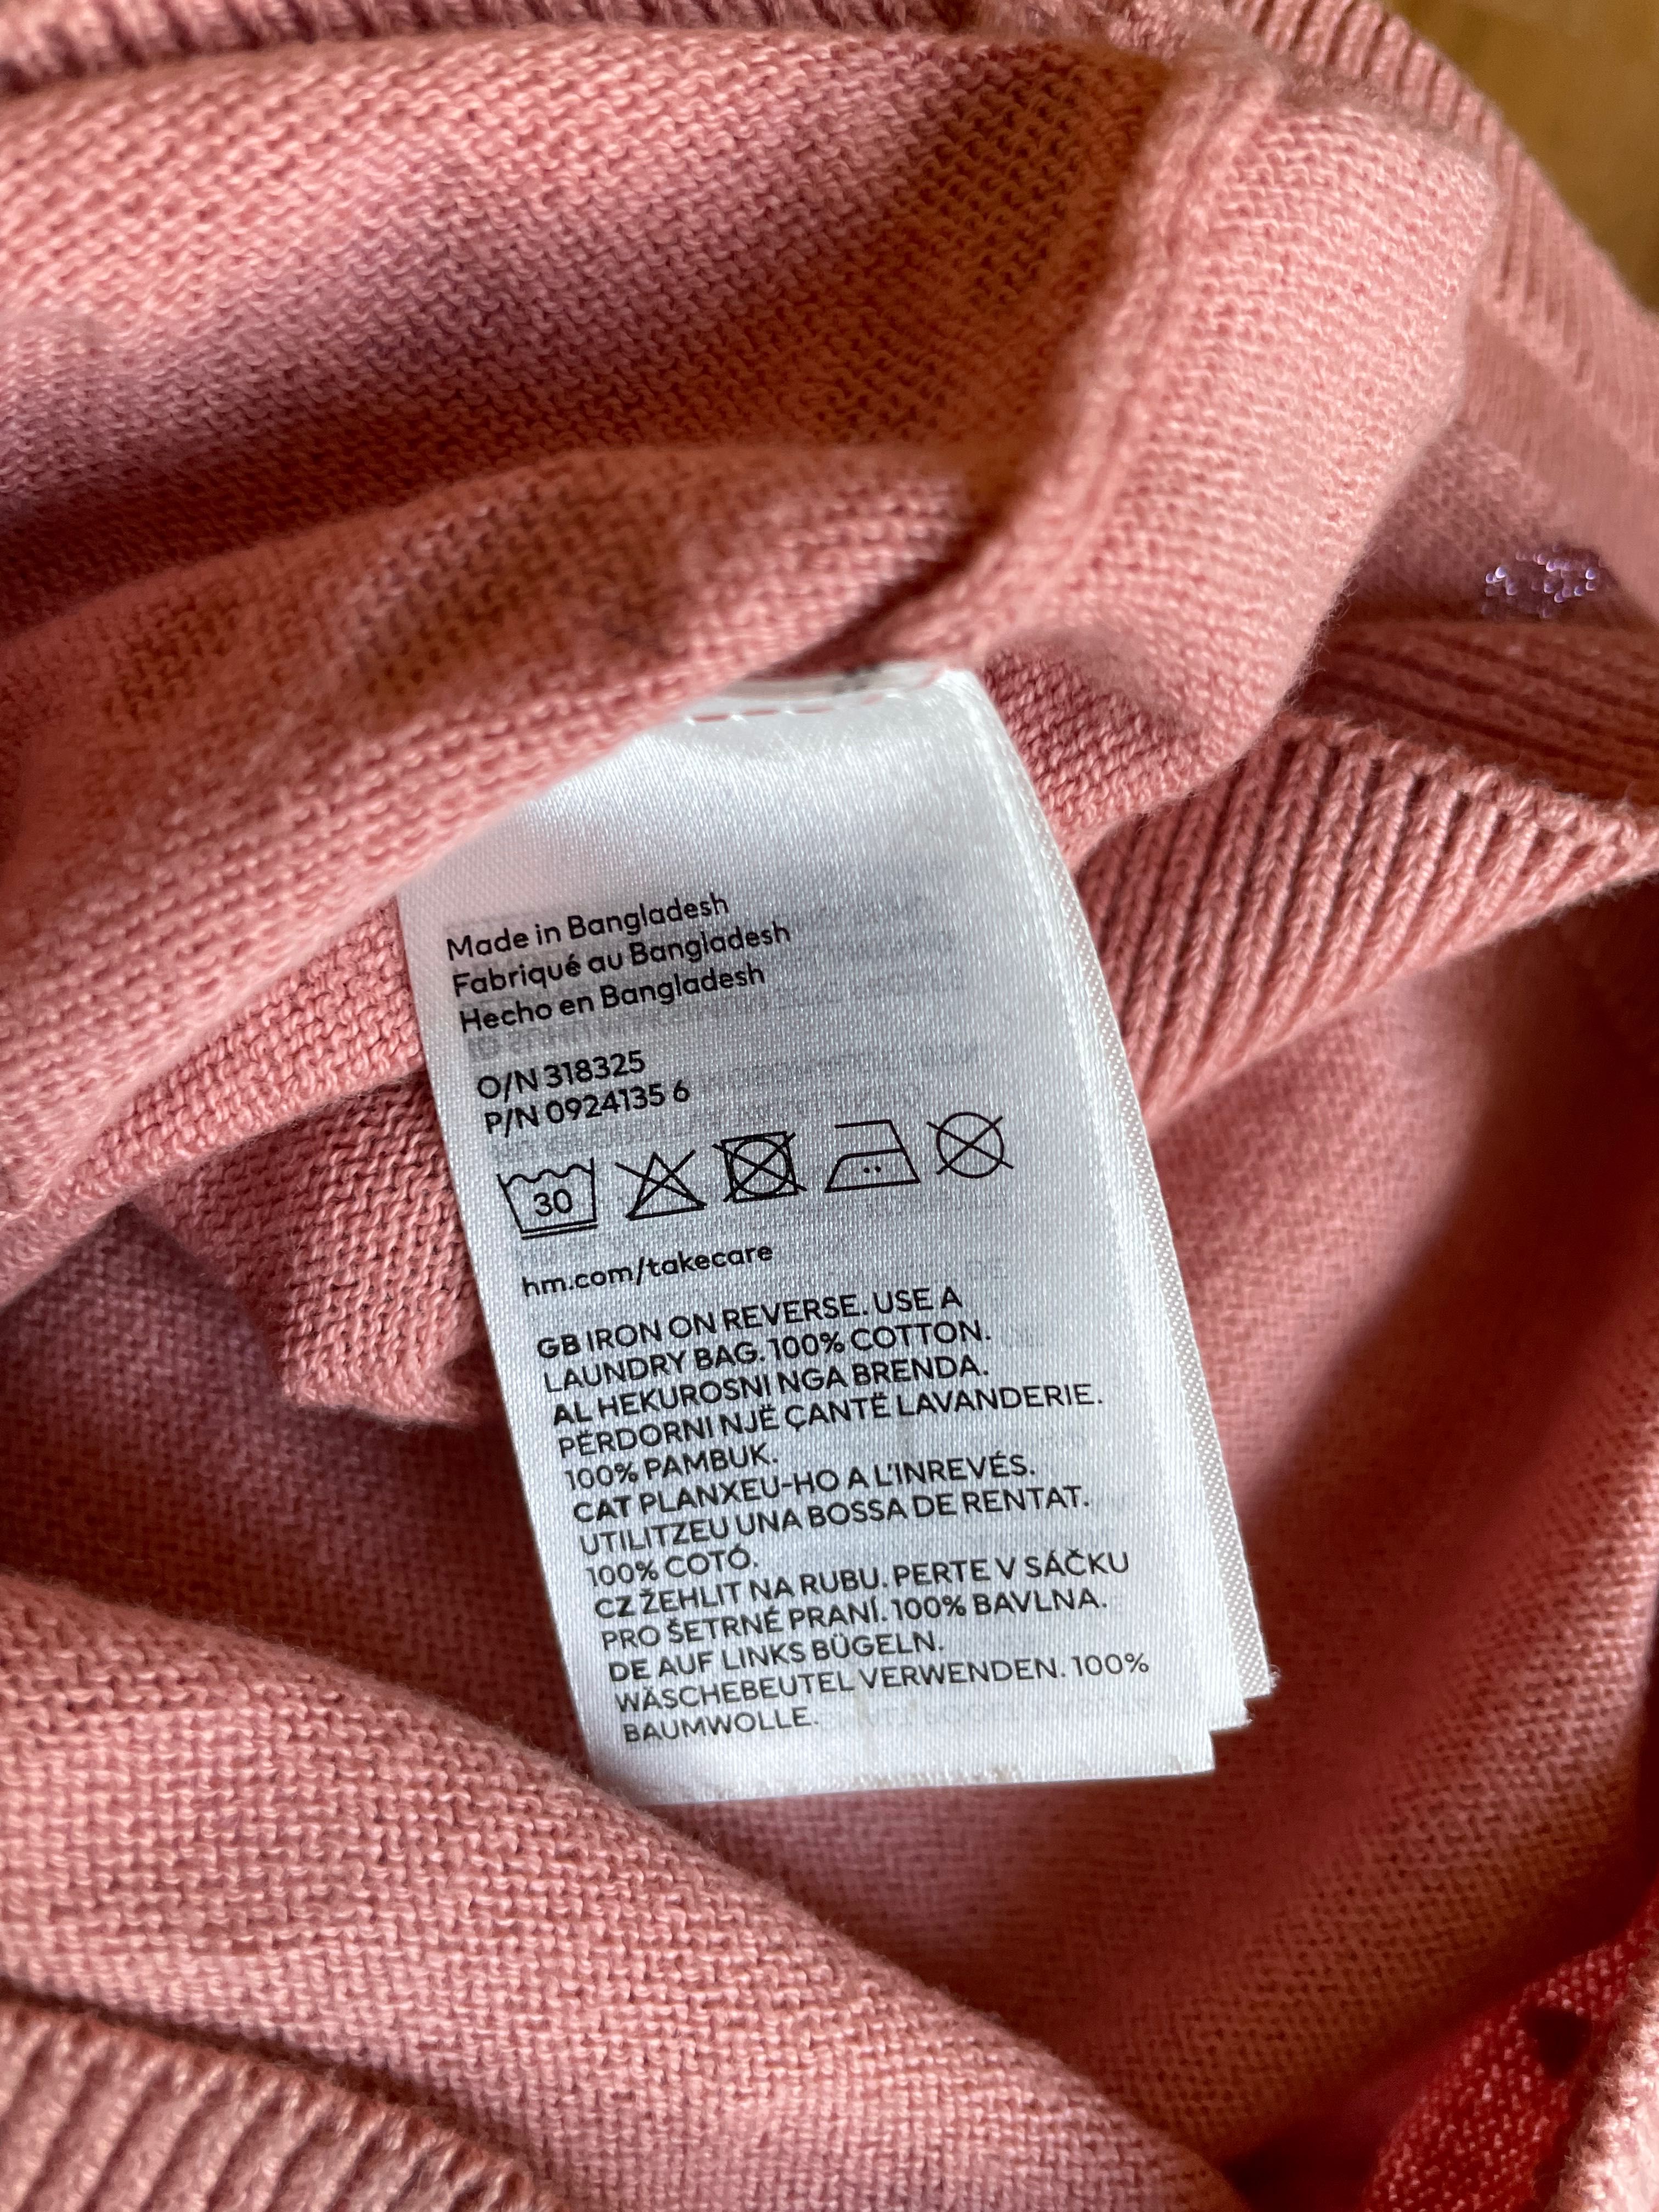 Made in Bangladesh
Fabriqué au Bangladesh
Hecho en Bangladesh
O/N 318325
P/N 0924135 6
30
hm.com/takecare
GB IRON ON REVERSE. USE A
LAUNDRY BAG. 100% COTTON.
AL HEKUROSNI NGA BRENDA.
PËRDORNI NJË ÇANTË LAVANDERIE.
100% PAMBUK.
CAT PLANXEU-HO A L'INREVÉS.
UTILITZEU UNA BOSSA DE RENTAT.
100% COTÓ.
CZ ŽEHLIT NA RUBU. PERTE V SÁČKU
PRO ŠETRNÉ PRANÍ. 100% BAVLNA.
DE AUF LINKS BÜGELN.
WÄSCHEBEUTEL VERWENDEN. 100%
BAUMWOLLE.